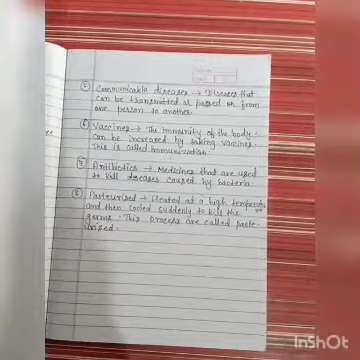 ⑤ Communicable diseases → Diseases that
can be transmitted or passed on from
one person to another.
⑥ Vaccines → The immunity of the body
can be increased by taking vaccines.
This is called immunization.
⑦ Antibiotics → Medicines that are used
to kill diseases caused by bacteria.
⑧ Pasteurised → Heated at a high temperature
and then cooled suddenly to kill the
germs. This process are called paste-
urised.
InShOt